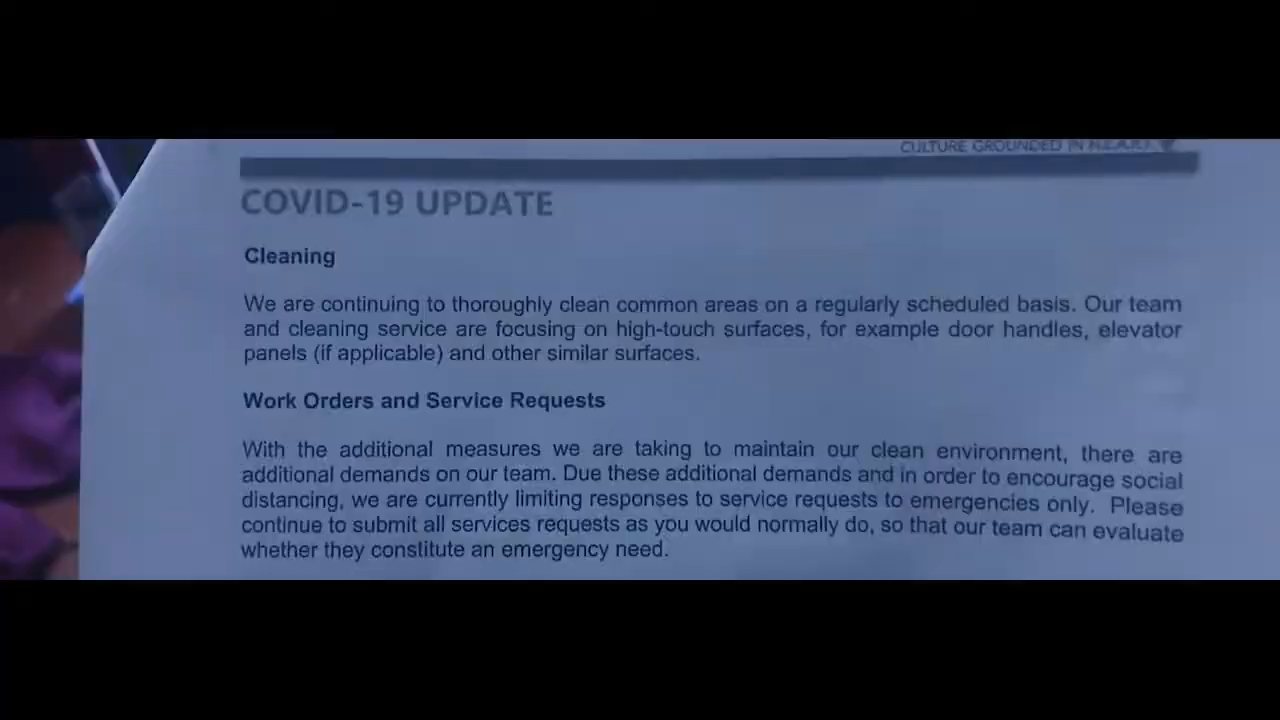 CULTURE GROUNDED IN
COVID-19 UPDATE
Cleaning
We are continuing to thoroughly clean common areas on a regularly scheduled basis. Our team
and cleaning service are focusing on high-touch surfaces, for example door handles, elevator
panels (if applicable) and other similar surfaces.
Work Orders and Service Requests
With the additional measures we are taking to maintain our clean environment, there are
additional demands on our team. Due these additional demands and in order to encourage social
distancing, we are currently limiting responses to service requests to emergencies only. Please
continue to submit all services requests as you would normally do, so that our team can evaluate
whether they constitute an emergency need.